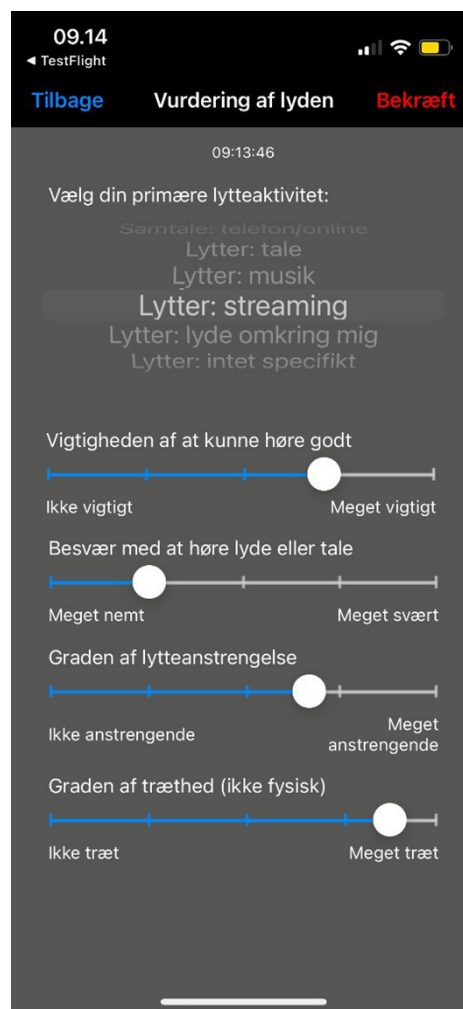 09.14
◀ TestFlight
Tilbage Vurdering af lyden Bekræft
09:13:46
Vælg din primære lytteaktivitet:
Samtale: telefon/online
Lytter: tale
Lytter: musik
Lytter: streaming
Lytter: lyde omkring mig
Lytter: intet specifikt
Vigtigheden af at kunne høre godt
Ikke vigtigt Meget vigtigt
Besvær med at høre lyde eller tale
Meget nemt Meget svært
Graden af lytteanstrengelse
Ikke anstrengende Meget anstrengende
Graden af træthed (ikke fysisk)
Ikke træt Meget træt